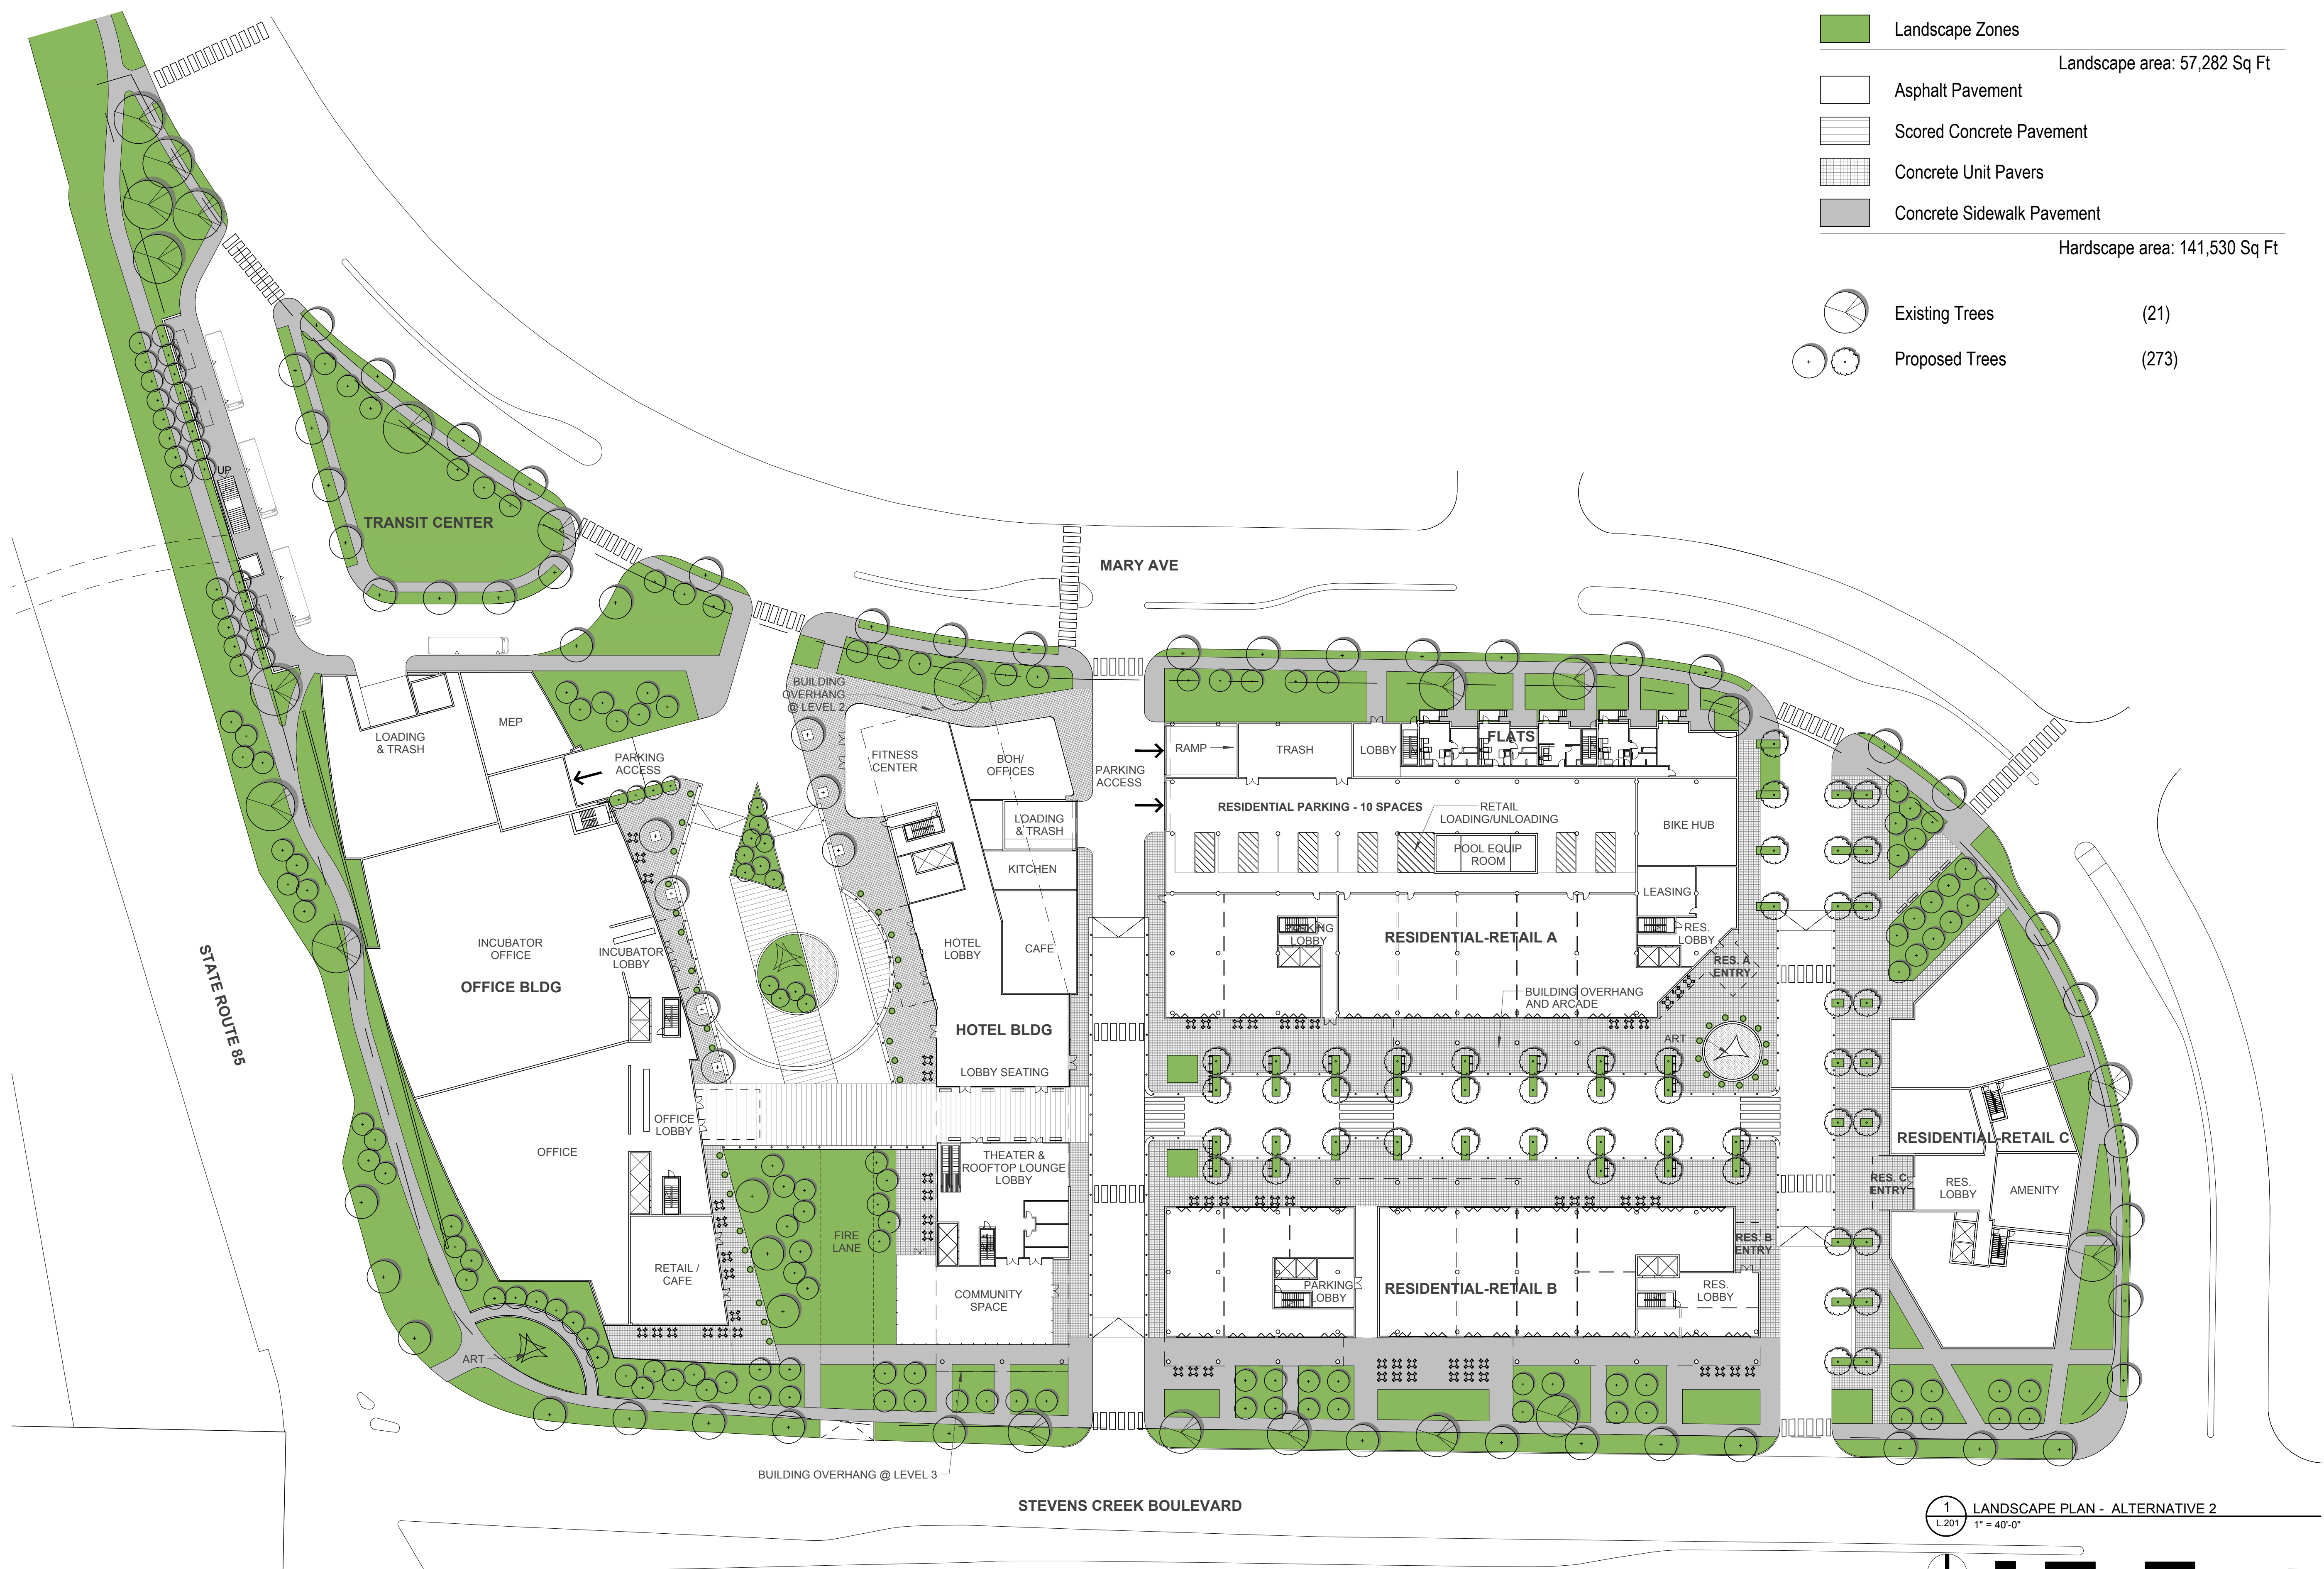 Landscape Zones
Landscape area: 57,282 Sq Ft
Asphalt Pavement
Scored Concrete Pavement
Concrete Unit Pavers
Concrete Sidewalk Pavement
Hardscape area: 141,530 Sq Ft
Existing Trees (21)
Proposed Trees (273)
UP
TRANSIT CENTER
MARY AVE
STATE ROUTE 85
LOADING
& TRASH
MEP
PARKING
ACCESS
INCUBATOR
OFFICE
INCUBATOR
LOBBY
OFFICE BLDG
OFFICE
OFFICE
LOBBY
RETAIL /
CAFE
ART
BUILDING
OVERHANG
@ LEVEL 2
FITNESS
CENTER
BOH/
OFFICES
LOADING
& TRASH
KITCHEN
CAFE
HOTEL
LOBBY
HOTEL BLDG
LOBBY SEATING
THEATER &
ROOFTOP LOUNGE
LOBBY
FIRE
LANE
COMMUNITY
SPACE
BUILDING OVERHANG @ LEVEL 3
PARKING
ACCESS
RAMP
TRASH
LOBBY
FLATS
RESIDENTIAL PARKING - 10 SPACES
RETAIL
LOADING/UNLOADING
POOL EQUIP
ROOM
BIKE HUB
LEASING
RES.
LOBBY
PARKING
LOBBY
RESIDENTIAL-RETAIL A
RES. A
ENTRY
BUILDING OVERHANG
AND ARCADE
ART
RESIDENTIAL-RETAIL C
RES. C
ENTRY
RES.
LOBBY
AMENITY
RES. B
ENTRY
PARKING
LOBBY
RESIDENTIAL-RETAIL B
RES.
LOBBY
STEVENS CREEK BOULEVARD
1
L.201
LANDSCAPE PLAN - ALTERNATIVE 2
1" = 40'-0"